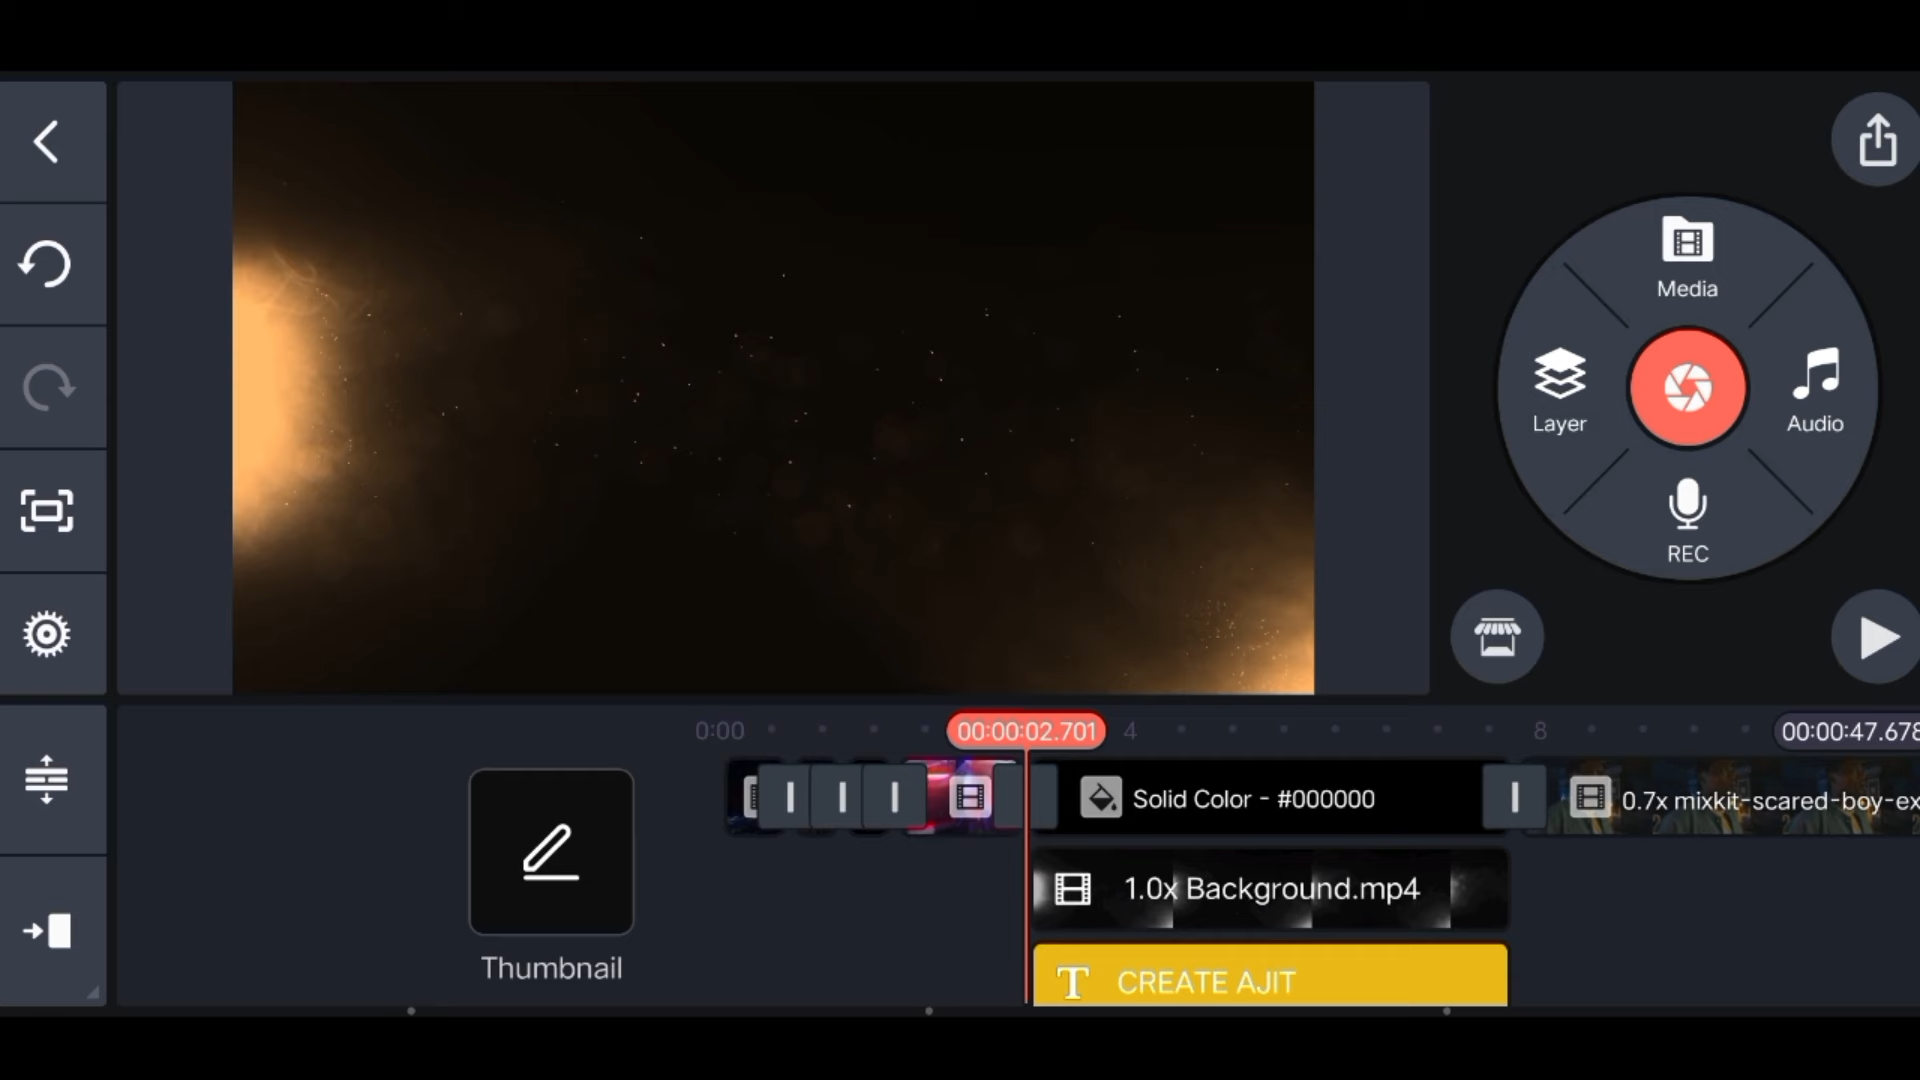 Media
Layer
Audio
REC
0:00
00:00:02.701
4
8
00:00:47.678
Solid Color - #000000
0.7x mixkit-scared-boy-ex
1.0x Background.mp4
Thumbnail
T CREATE AJIT